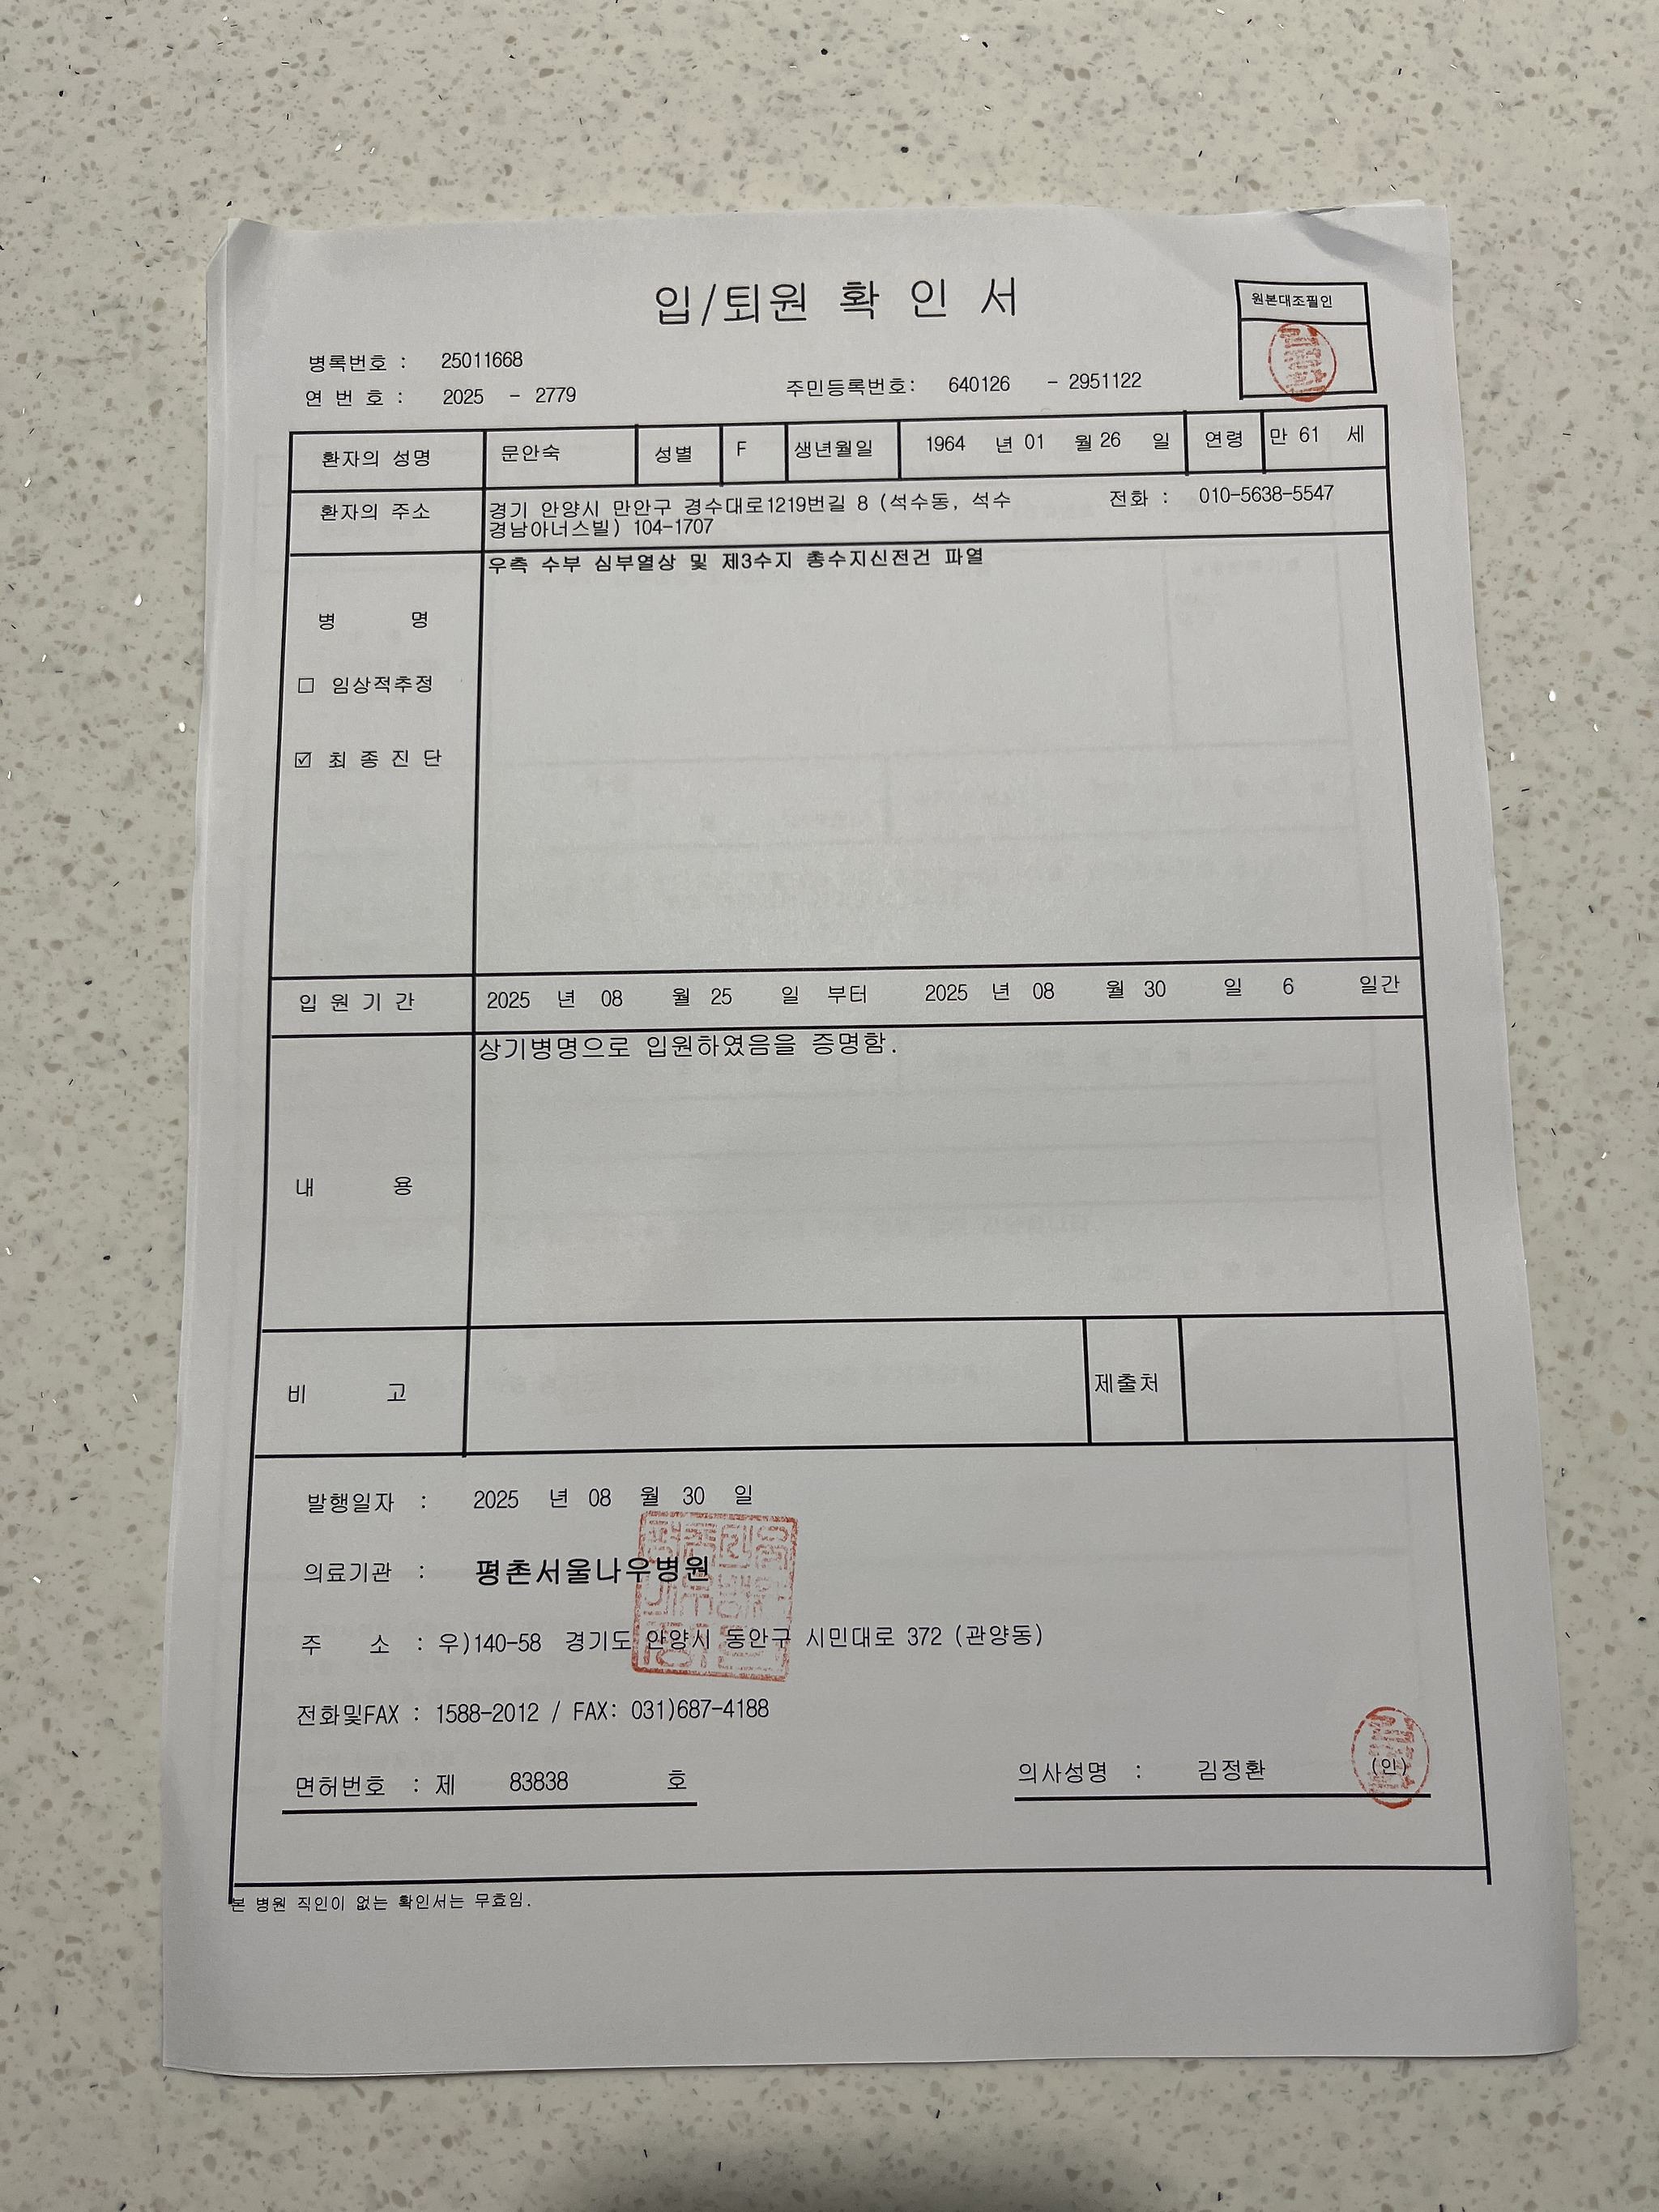 입/퇴원 확 인 서
원본대조필인
병록번호 : 25011668
연 번 호 : 2025 - 2779
주민등록번호: 640126 - 2951122
환자의 성명 문안숙 성별 F 생년월일 1964 년 01 월 26 일 연령 만 61 세
환자의 주소 경기 안양시 만안구 경수대로1219번길 8 (석수동, 석수 전화 : 010-5638-5547
경남아너스빌) 104-1707
우측 수부 심부열상 및 제3수지 총수지신전건 파열
병 명
☐ 임상적추정
☑ 최 종 진 단
입 원 기 간 2025 년 08 월 25 일 부터 2025 년 08 월 30 일 6 일간
상기병명으로 입원하였음을 증명함.
내 용
비 고 제출처
발행일자 : 2025 년 08 월 30 일
의료기관 : 평촌서울나우병원
주 소 : 우)140-58 경기도 안양시 동안구 시민대로 372 (관양동)
전화및FAX : 1588-2012 / FAX: 031)687-4188
면허번호 : 제 83838 호
의사성명 : 김정환 (인)
본 병원 직인이 없는 확인서는 무효임.